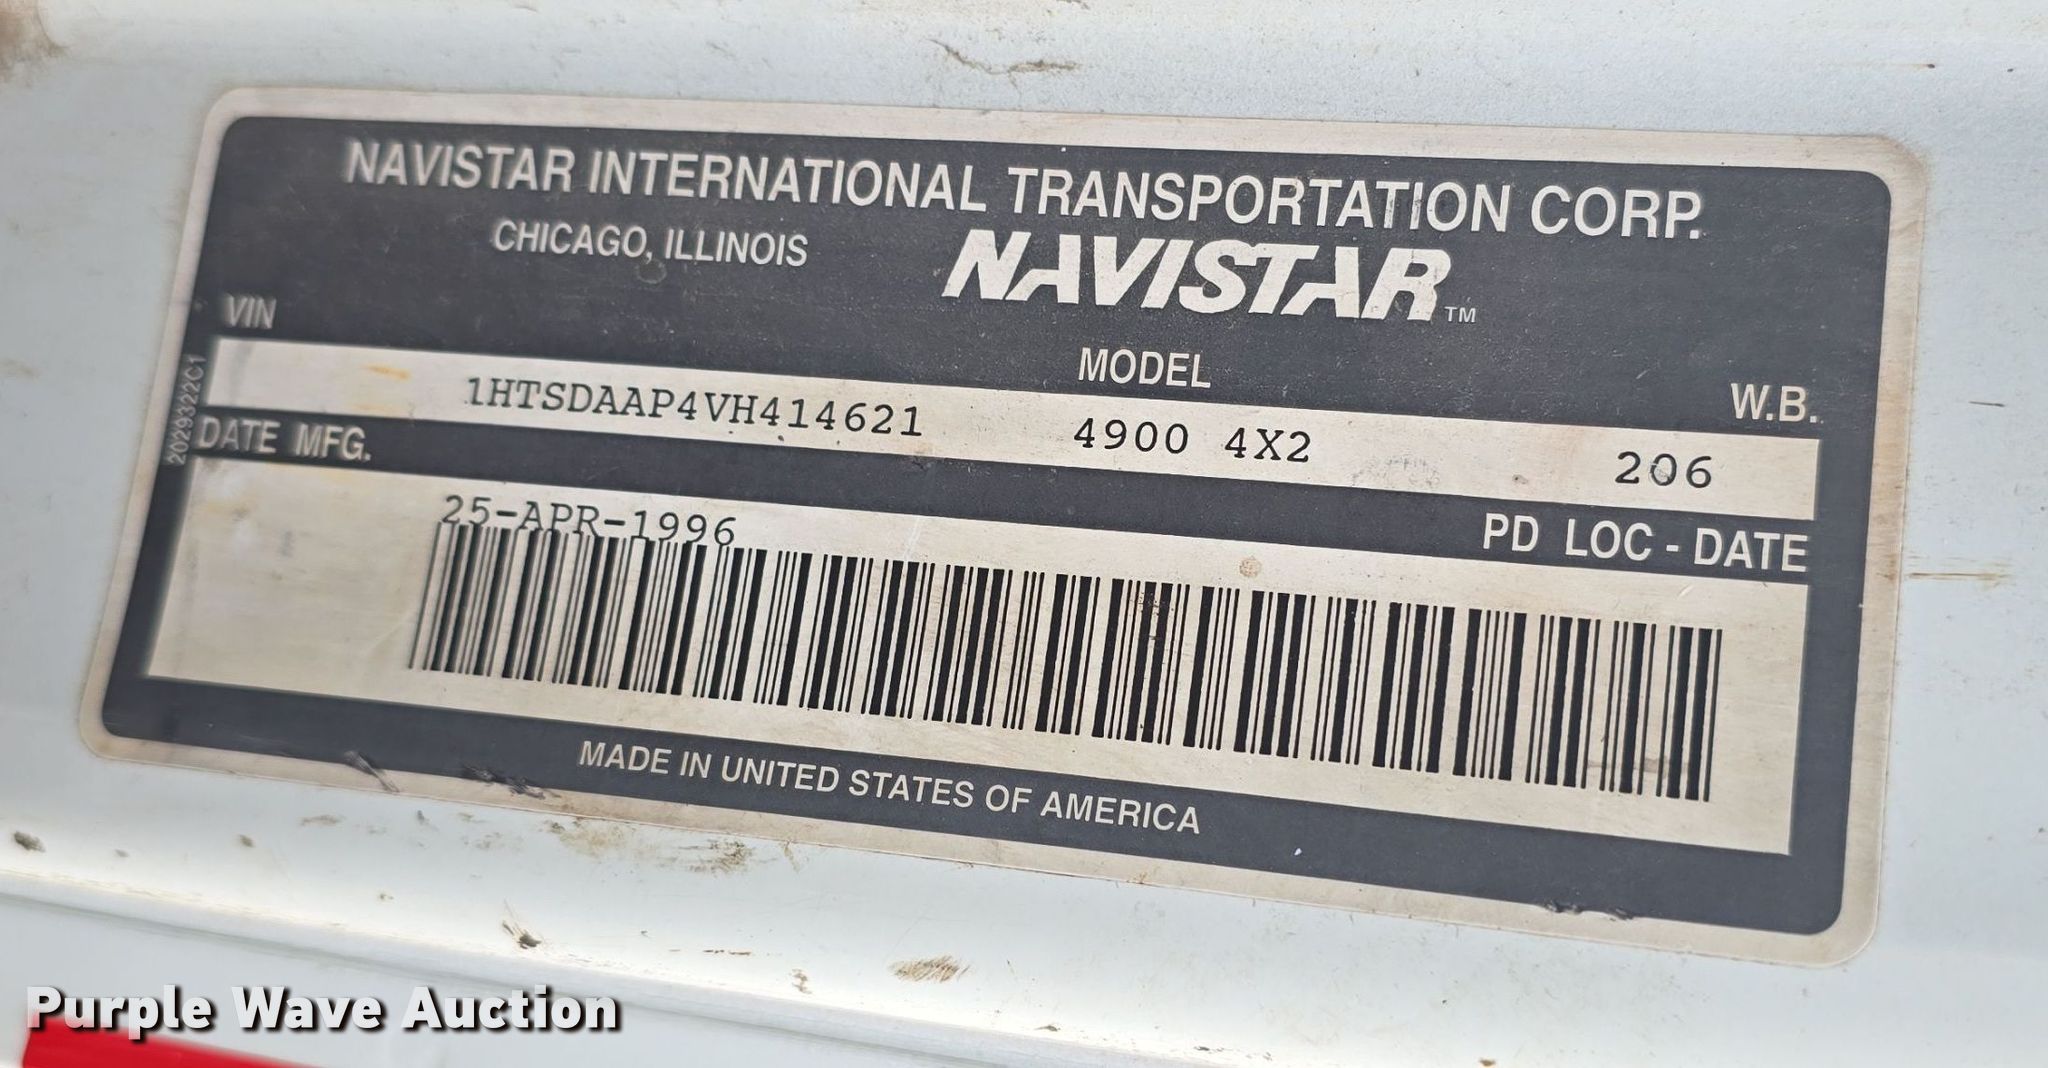 NAVISTAR INTERNATIONAL TRANSPORTATION CORP.
CHICAGO, ILLINOIS
NAVISTAR™
VIN
MODEL
W.B.
1HTSDAAP4VH414621
4900 4X2
206
2029322C1
DATE MFG.
PD LOC - DATE
25-APR-1996
MADE IN UNITED STATES OF AMERICA
Purple Wave Auction